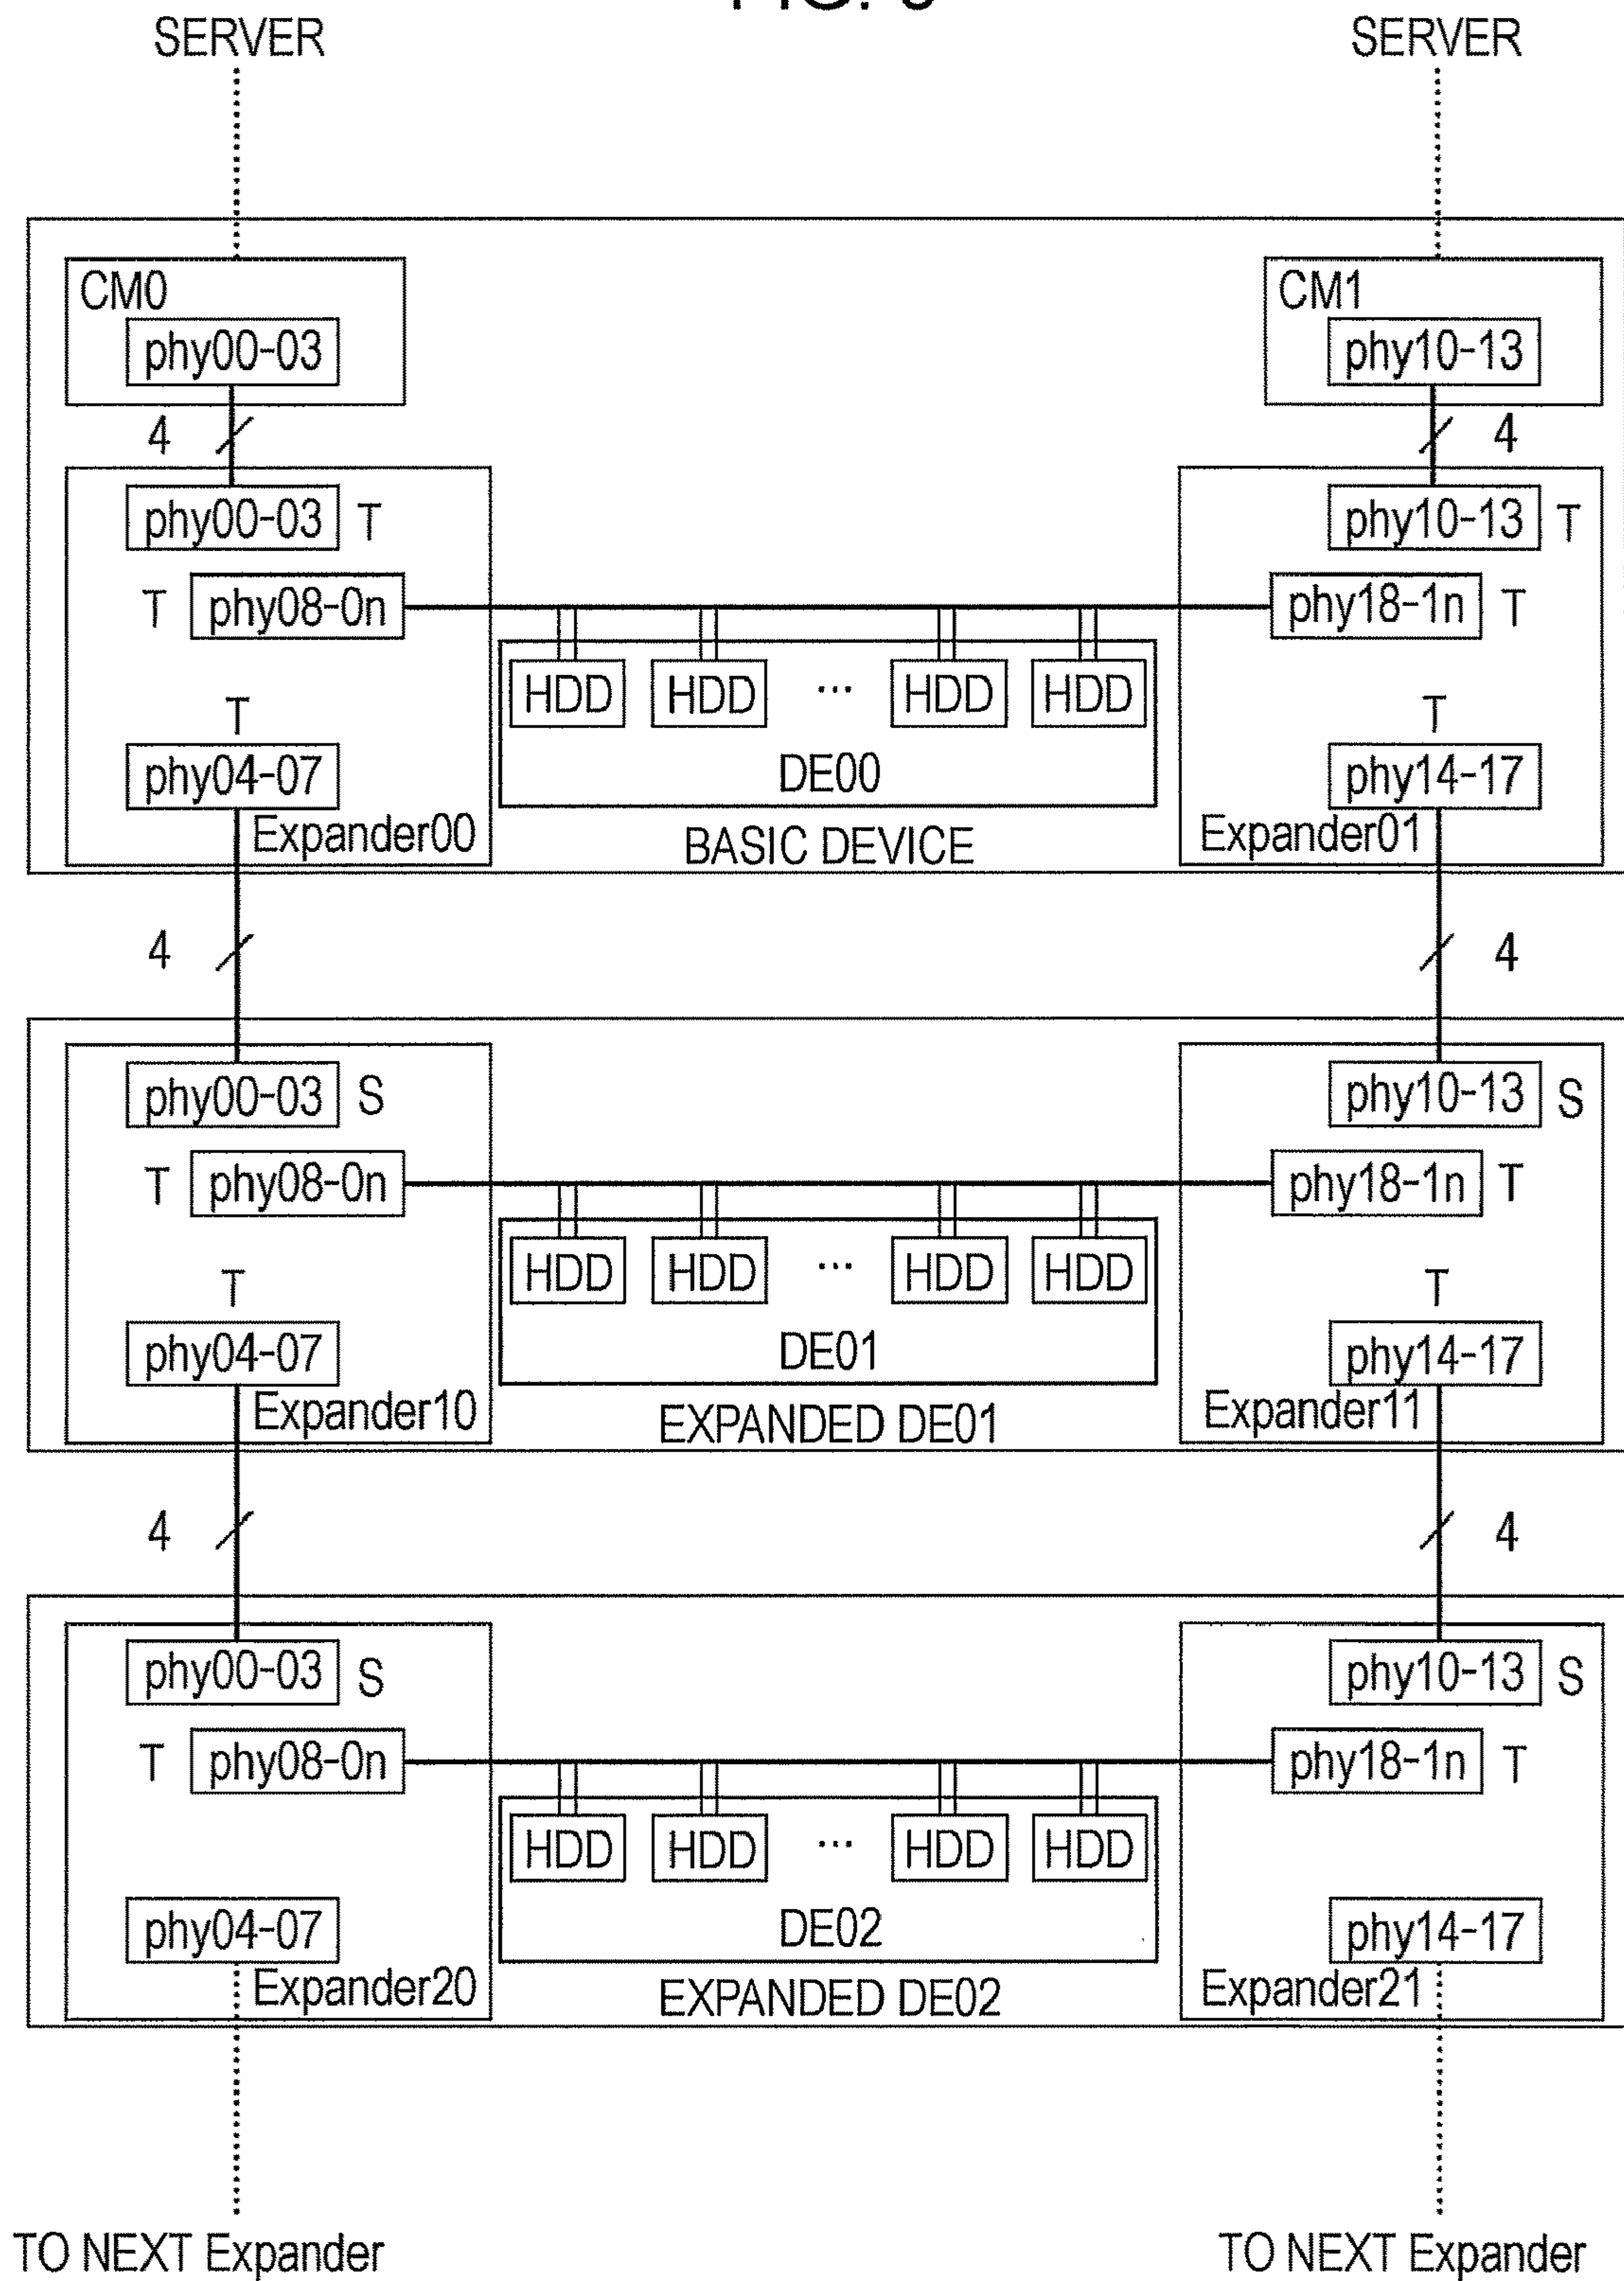 SERVER SERVER
CM0 CM1
phy00-03 phy10-13
4 4
phy00-03 T phy10-13 T
T phy08-0n phy18-1n T
HDD HDD ... HDD HDD
T T
phy04-07 DE00 phy14-17
Expander00 BASIC DEVICE Expander01
4 4
phy00-03 S phy10-13 S
T phy08-0n phy18-1n T
HDD HDD ... HDD HDD
T T
phy04-07 DE01 phy14-17
Expander10 EXPANDED DE01 Expander11
4 4
phy00-03 S phy10-13 S
T phy08-0n phy18-1n T
HDD HDD ... HDD HDD
phy04-07 DE02 phy14-17
Expander20 EXPANDED DE02 Expander21
TO NEXT Expander TO NEXT Expander